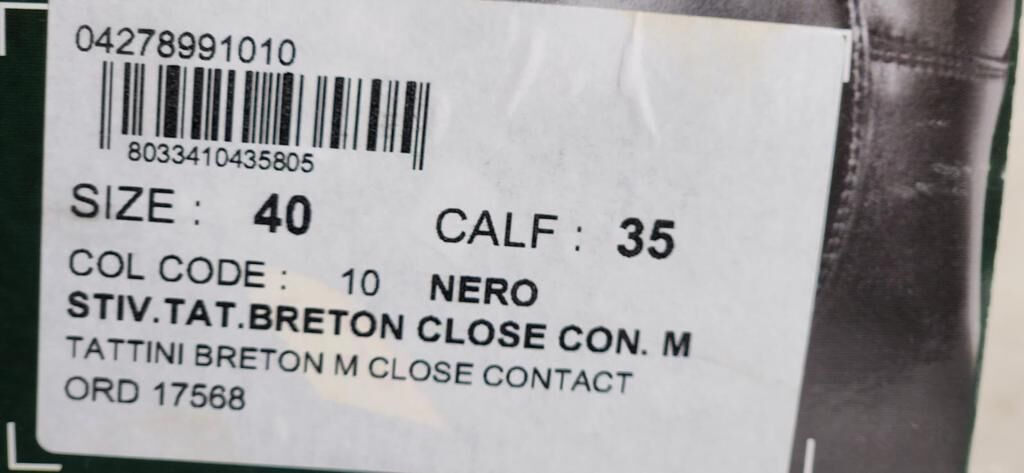 04278991010
8033410435805
SIZE : 40 CALF : 35
COL CODE : 10 NERO
STIV.TAT.BRETON CLOSE CON. M
TATTINI BRETON M CLOSE CONTACT
ORD 17568